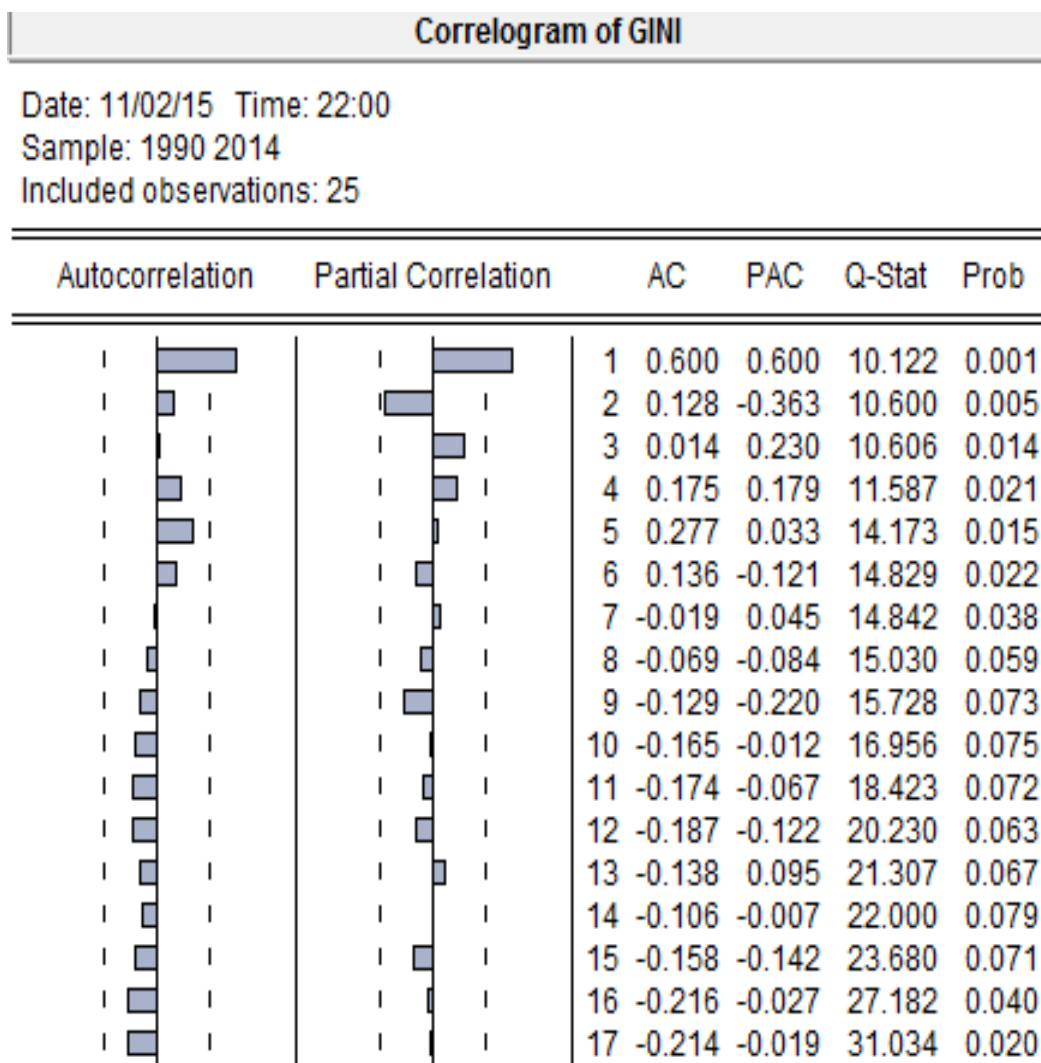 Correlogram of GINI
Date: 11/02/15 Time: 22:00
Sample: 1990 2014
Included observations: 25
Autocorrelation Partial Correlation AC PAC Q-Stat Prob
1 0.600 0.600 10.122 0.001
2 0.128 -0.363 10.600 0.005
3 0.014 0.230 10.606 0.014
4 0.175 0.179 11.587 0.021
5 0.277 0.033 14.173 0.015
6 0.136 -0.121 14.829 0.022
7 -0.019 0.045 14.842 0.038
8 -0.069 -0.084 15.030 0.059
9 -0.129 -0.220 15.728 0.073
10 -0.165 -0.012 16.956 0.075
11 -0.174 -0.067 18.423 0.072
12 -0.187 -0.122 20.230 0.063
13 -0.138 0.095 21.307 0.067
14 -0.106 -0.007 22.000 0.079
15 -0.158 -0.142 23.680 0.071
16 -0.216 -0.027 27.182 0.040
17 -0.214 -0.019 31.034 0.020